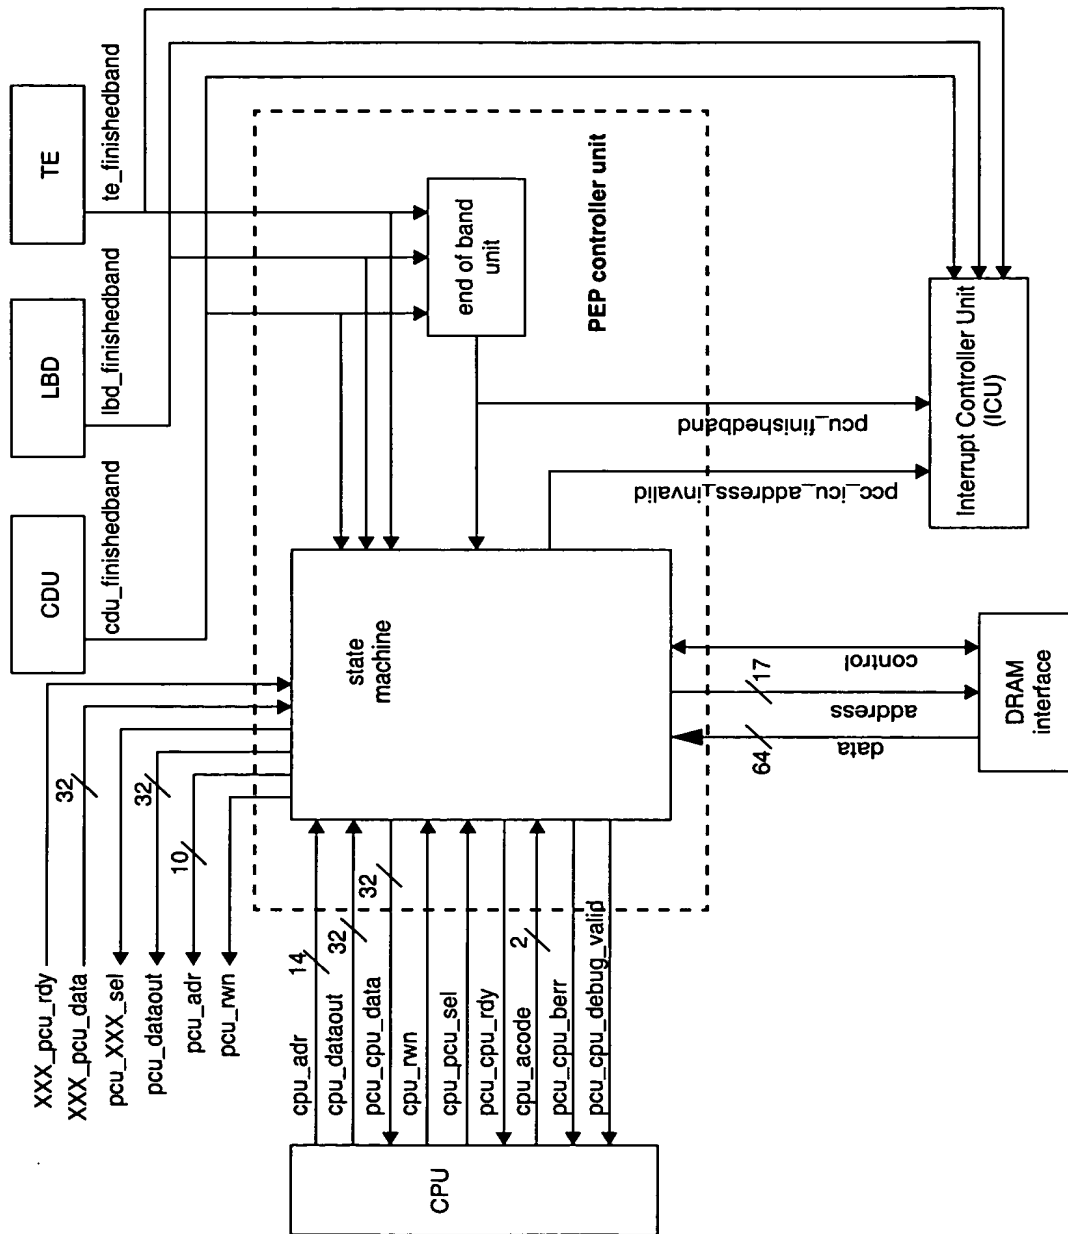 TE
te_finishedband
LBD
lbd_finishedband
CDU
cdu_finishedband
end of band
unit
PEP controller unit
Interrupt Controller Unit
(ICU)
pcu_finishedband
pcc_icu_address_invalid
state
machine
control
17
address
64
data
DRAM
interface
XXX_pcu_rdy
32
XXX_pcu_data
pcu_XXX_sel
32
pcu_dataout
10
pcu_adr
pcu_rwn
14
cpu_adr
32
cpu_dataout
32
pcu_cpu_data
cpu_rwn
cpu_pcu_sel
pcu_cpu_rdy
2
cpu_acode
pcu_cpu_berr
pcu_cpu_debug_valid
CPU